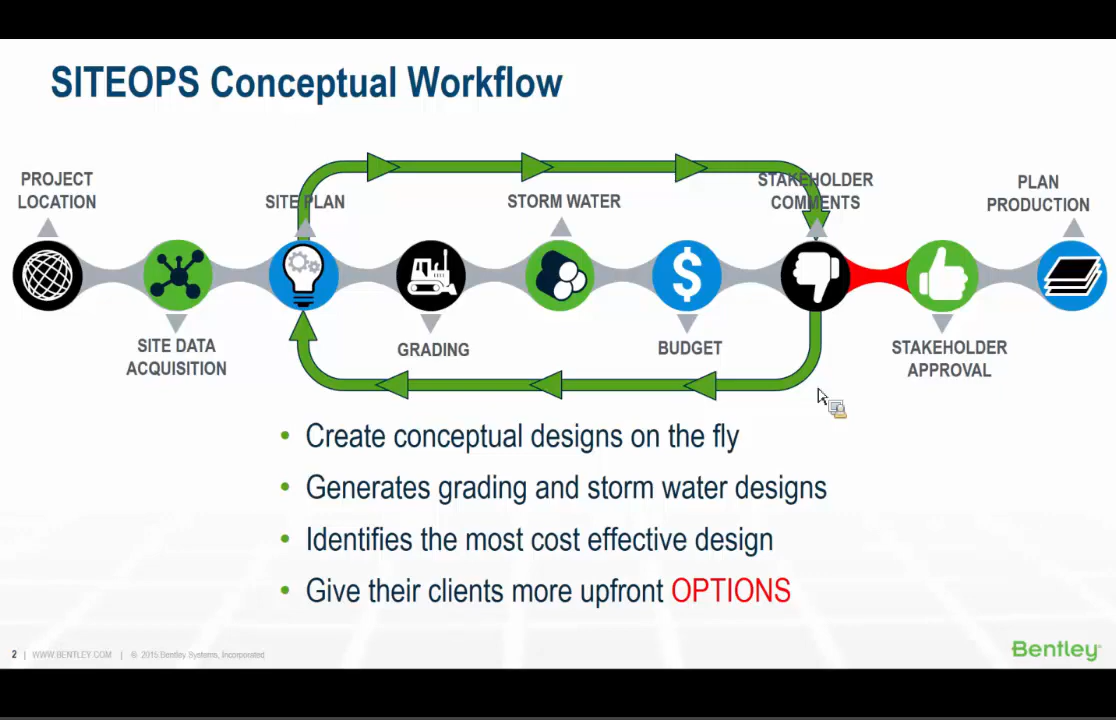 SITEOPS Conceptual Workflow
PROJECT
LOCATION
SITE DATA
ACQUISITION
SITE PLAN
GRADING
STORM WATER
$
BUDGET
STAKEHOLDER
COMMENTS
STAKEHOLDER
APPROVAL
PLAN
PRODUCTION
• Create conceptual designs on the fly
• Generates grading and storm water designs
• Identifies the most cost effective design
• Give their clients more upfront OPTIONS
2 | WWW.BENTLEY.COM | © 2015 Bentley Systems, Incorporated
Bentley